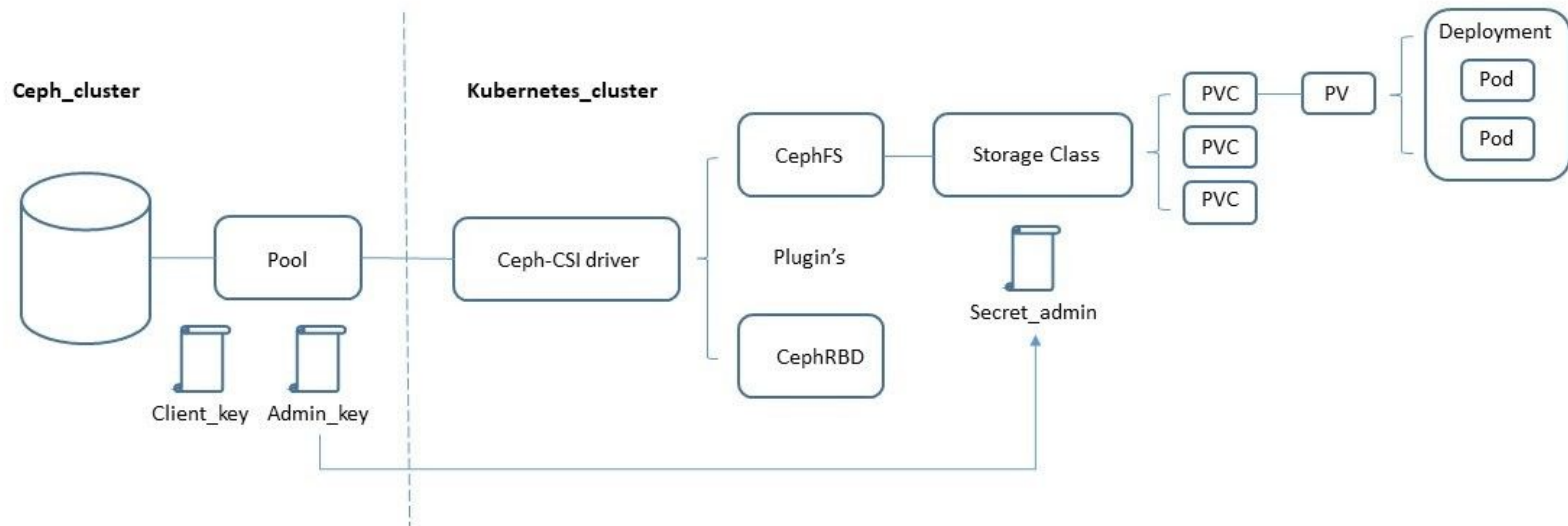 Ceph_cluster
Kubernetes_cluster
Pool
Client_key
Admin_key
Ceph-CSI driver
CephFS
Plugin’s
CephRBD
Storage Class
Secret_admin
PVC
PVC
PVC
PV
Deployment
Pod
Pod